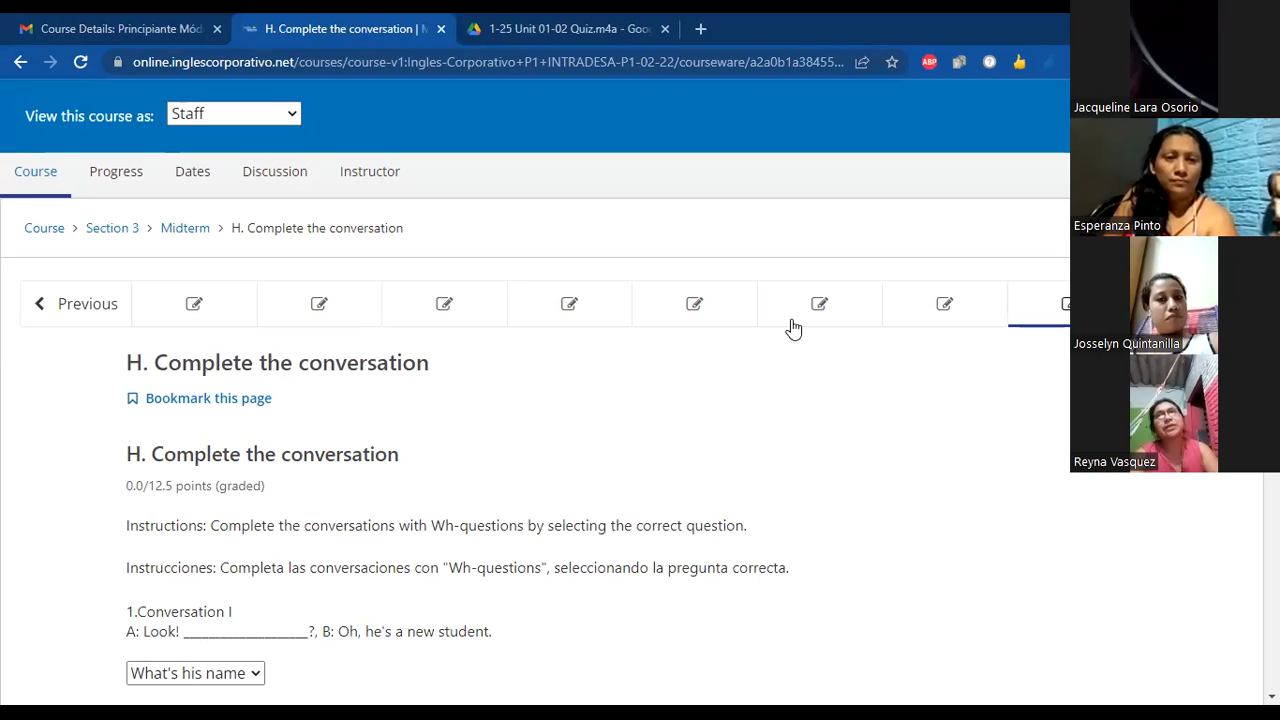 Course Details: Principiante Mód
H. Complete the conversation | M
1-25 Unit 01-02 Quiz.m4a - Goo
online.inglescorporativo.net/courses/course-v1:Ingles-Corporativo+P1+INTRADESA-P1-02-22/courseware/a2a0b1a38455...
ABP
View this course as:
Staff
Course
Progress
Dates
Discussion
Instructor
Course > Section 3 > Midterm > H. Complete the conversation
Previous
H. Complete the conversation
Bookmark this page
H. Complete the conversation
0.0/12.5 points (graded)
Instructions: Complete the conversations with Wh-questions by selecting the correct question.
Instrucciones: Completa las conversaciones con "Wh-questions", seleccionando la pregunta correcta.
1.Conversation I
A: Look! ___________________?, B: Oh, he's a new student.
What's his name
Jacqueline Lara Osorio
Esperanza Pinto
Josselyn Quintanilla
Reyna Vasquez